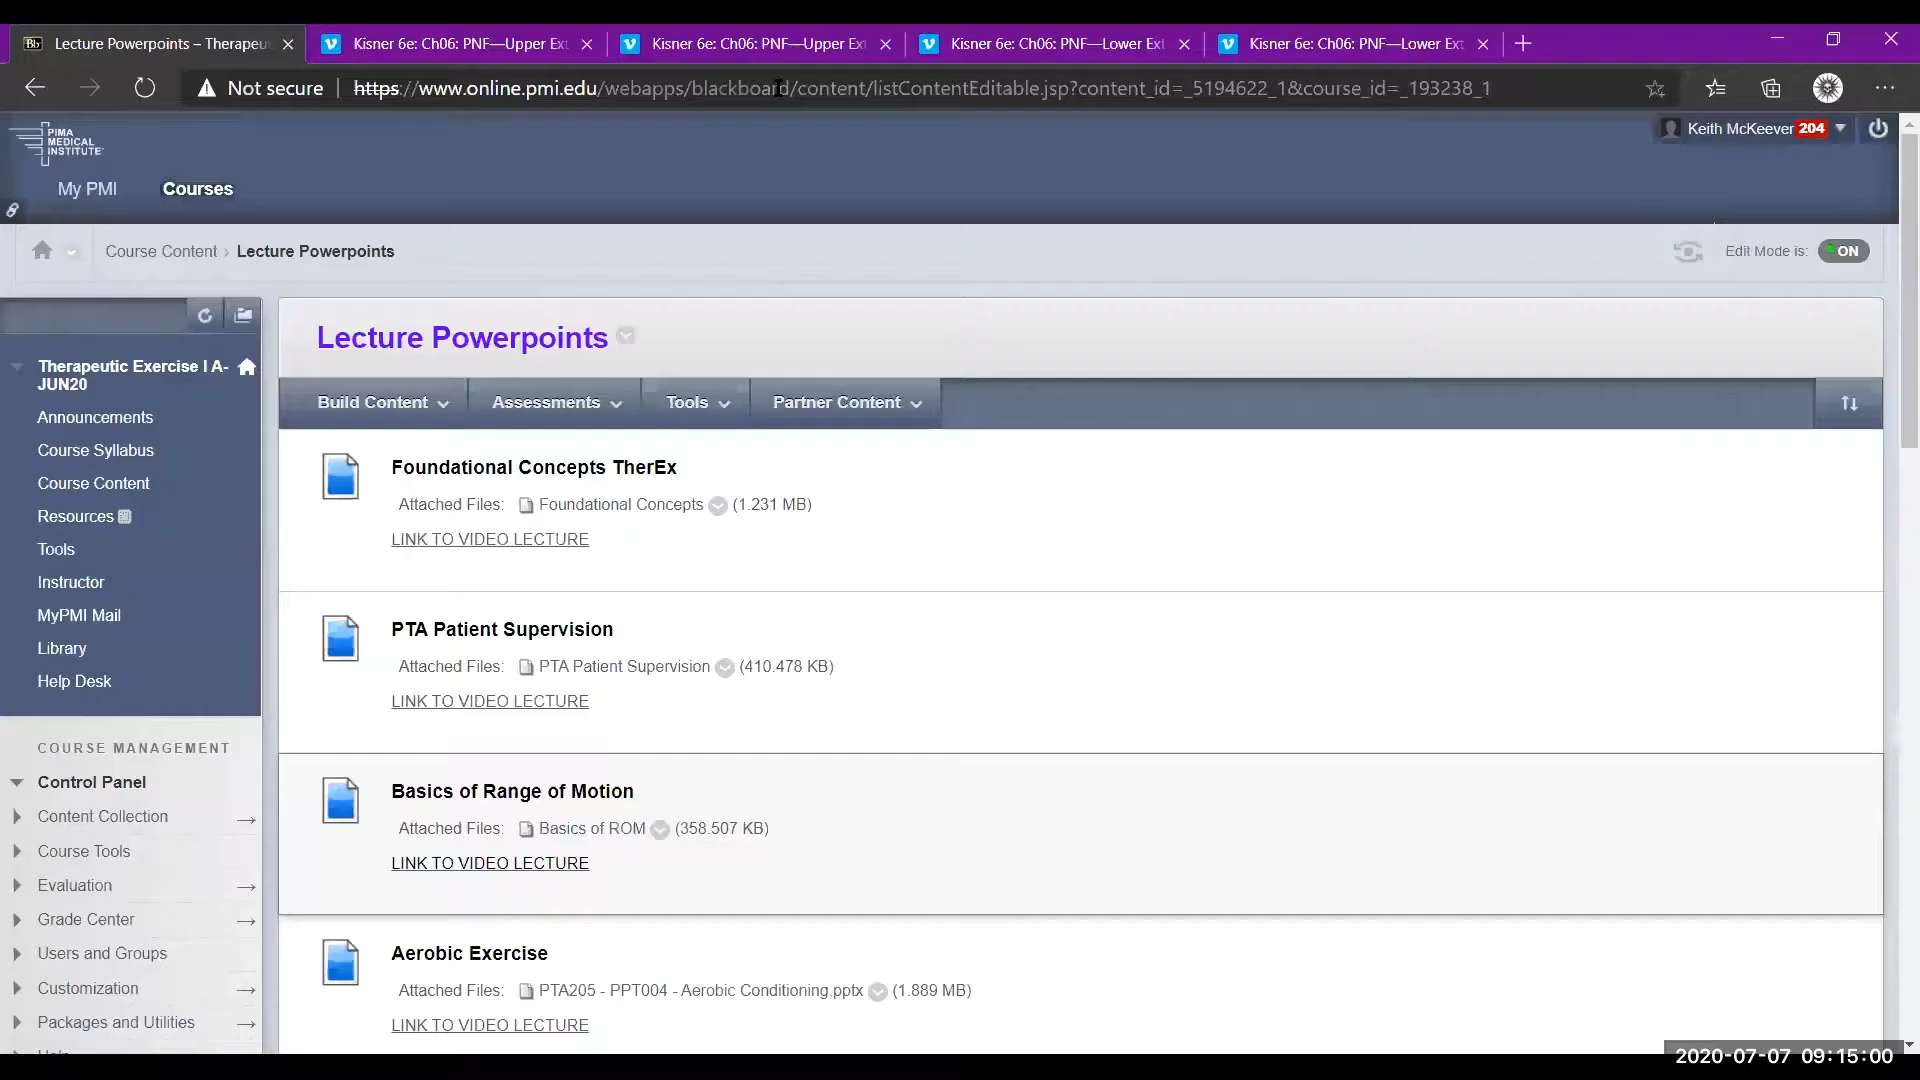 Bb Lecture Powerpoints – Therapeu
Kisner 6e: Ch06: PNF—Upper Ext
Kisner 6e: Ch06: PNF—Upper Ext
Kisner 6e: Ch06: PNF—Lower Ext
Kisner 6e: Ch06: PNF—Lower Ext
Not secure | https://www.online.pmi.edu/webapps/blackboard/content/listContentEditable.jsp?content_id=_5194622_1&course_id=_193238_1
PIMA
MEDICAL
INSTITUTE
Keith McKeever 204
My PMI Courses
Course Content › Lecture Powerpoints
Edit Mode is: ON
Therapeutic Exercise I A-
JUN20
Announcements
Course Syllabus
Course Content
Resources
Tools
Instructor
MyPMI Mail
Library
Help Desk
COURSE MANAGEMENT
Control Panel
Content Collection
Course Tools
Evaluation
Grade Center
Users and Groups
Customization
Packages and Utilities
Lecture Powerpoints
Build Content Assessments Tools Partner Content
Foundational Concepts TherEx
Attached Files: Foundational Concepts (1.231 MB)
LINK TO VIDEO LECTURE
PTA Patient Supervision
Attached Files: PTA Patient Supervision (410.478 KB)
LINK TO VIDEO LECTURE
Basics of Range of Motion
Attached Files: Basics of ROM (358.507 KB)
LINK TO VIDEO LECTURE
Aerobic Exercise
Attached Files: PTA205 - PPT004 - Aerobic Conditioning.pptx (1.889 MB)
LINK TO VIDEO LECTURE
2020-07-07 09:15:00